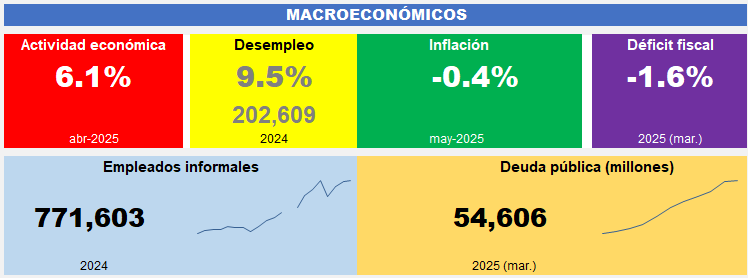 MACROECONÓMICOS
Actividad económica
6.1%
abr-2025
Desempleo
9.5%
202,609
2024
Inflación
-0.4%
may-2025
Déficit fiscal
-1.6%
2025 (mar.)
Empleados informales
771,603
2024
Deuda pública (millones)
54,606
2025 (mar.)